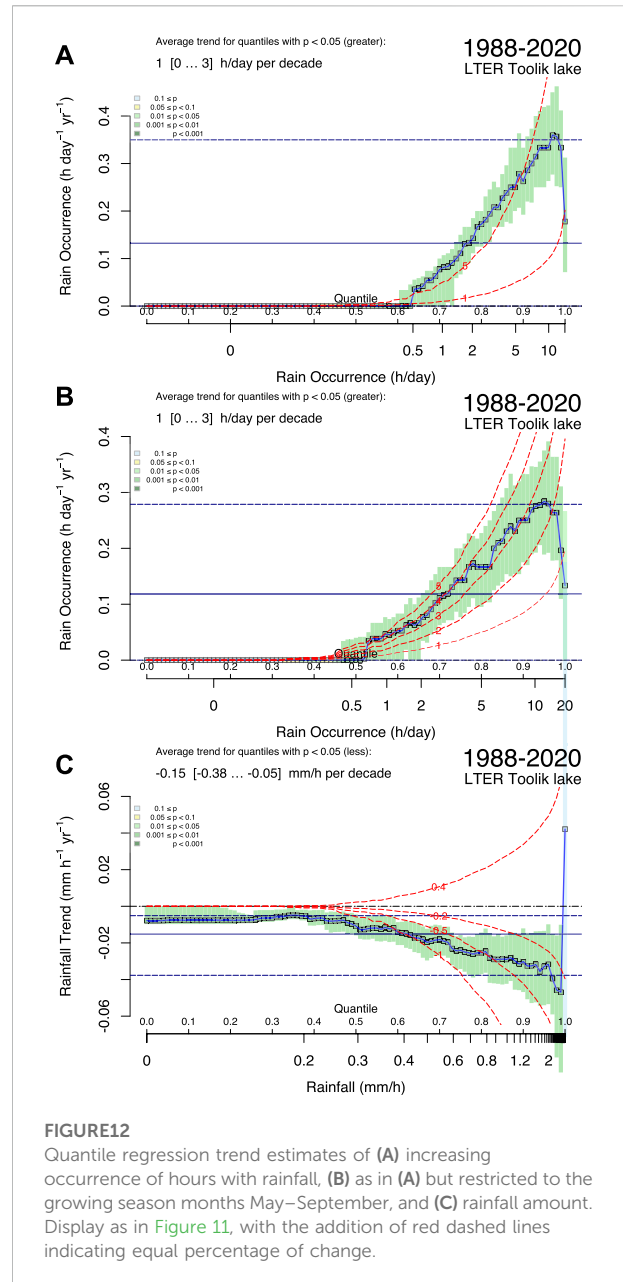 A
Average trend for quantiles with p < 0.05 (greater):
1 [0 ... 3] h/day per decade
1988-2020
LTER Toolik lake
0.1 ≤ p
0.05 ≤ p < 0.1
0.01 ≤ p < 0.05
0.001 ≤ p < 0.01
p < 0.001
Rain Occurrence (h day⁻¹ yr⁻¹)
0.4
0.3
0.2
0.1
0.0
5
1
Quantile
0.0 0.1 0.2 0.3 0.4 0.5 0.6 0.7 0.8 0.9 1.0
0 0.5 1 2 5 10
Rain Occurrence (h/day)
B
Average trend for quantiles with p < 0.05 (greater):
1 [0 ... 3] h/day per decade
1988-2020
LTER Toolik lake
0.1 ≤ p
0.05 ≤ p < 0.1
0.01 ≤ p < 0.05
0.001 ≤ p < 0.01
p < 0.001
Rain Occurrence (h day⁻¹ yr⁻¹)
0.4
0.3
0.2
0.1
0.0
3
2
1
Quantile
0.0 0.1 0.2 0.3 0.4 0.5 0.6 0.7 0.8 0.9 1.0
0 0.5 1 2 5 10 20
Rain Occurrence (h/day)
C
Average trend for quantiles with p < 0.05 (less):
-0.15 [-0.38 ... -0.05] mm/h per decade
1988-2020
LTER Toolik lake
0.1 ≤ p
0.05 ≤ p < 0.1
0.01 ≤ p < 0.05
0.001 ≤ p < 0.01
p < 0.001
Rainfall Trend (mm h⁻¹ yr⁻¹)
0.06
0.02
-0.02
-0.06
0.4
-0.2
-0.5
-1
Quantile
0.0 0.1 0.2 0.3 0.4 0.5 0.6 0.7 0.8 0.9 1.0
0 0.2 0.3 0.4 0.6 0.8 1.2 2
Rainfall (mm/h)
FIGURE12
Quantile regression trend estimates of (A) increasing
occurrence of hours with rainfall, (B) as in (A) but restricted to the
growing season months May–September, and (C) rainfall amount.
Display as in Figure 11, with the addition of red dashed lines
indicating equal percentage of change.